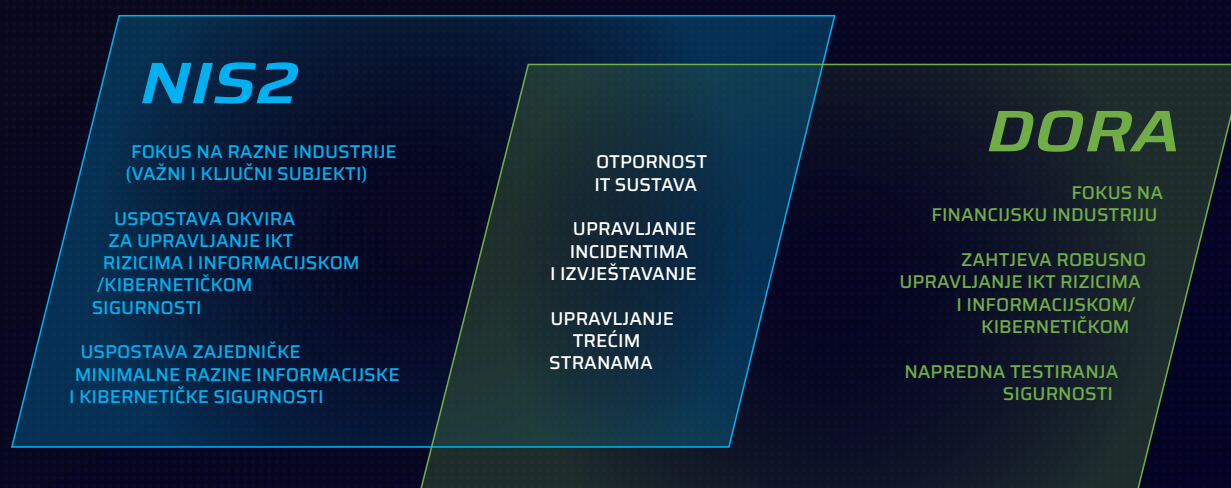 NIS2
FOKUS NA RAZNE INDUSTRIJE
(VAŽNI I KLJUČNI SUBJEKTI)
USPOSTAVA OKVIRA
ZA UPRAVLJANJE IKT
RIZICIMA I INFORMACIJSKOM
/KIBERNETIČKOM
SIGURNOSTI
USPOSTAVA ZAJEDNIČKE
MINIMALNE RAZINE INFORMACIJSKE
I KIBERNETIČKE SIGURNOSTI
OTPORNOST
IT SUSTAVA
UPRAVLJANJE
INCIDENTIMA
I IZVJEŠTAVANJE
UPRAVLJANJE
TREĆIM
STRANAMA
DORA
FOKUS NA
FINANCIJSKU INDUSTRIJU
ZAHTJEVA ROBUSNO
UPRAVLJANJE IKT RIZICIMA
I INFORMACIJSKOM/
KIBERNETIČKOM
NAPREDNA TESTIRANJA
SIGURNOSTI